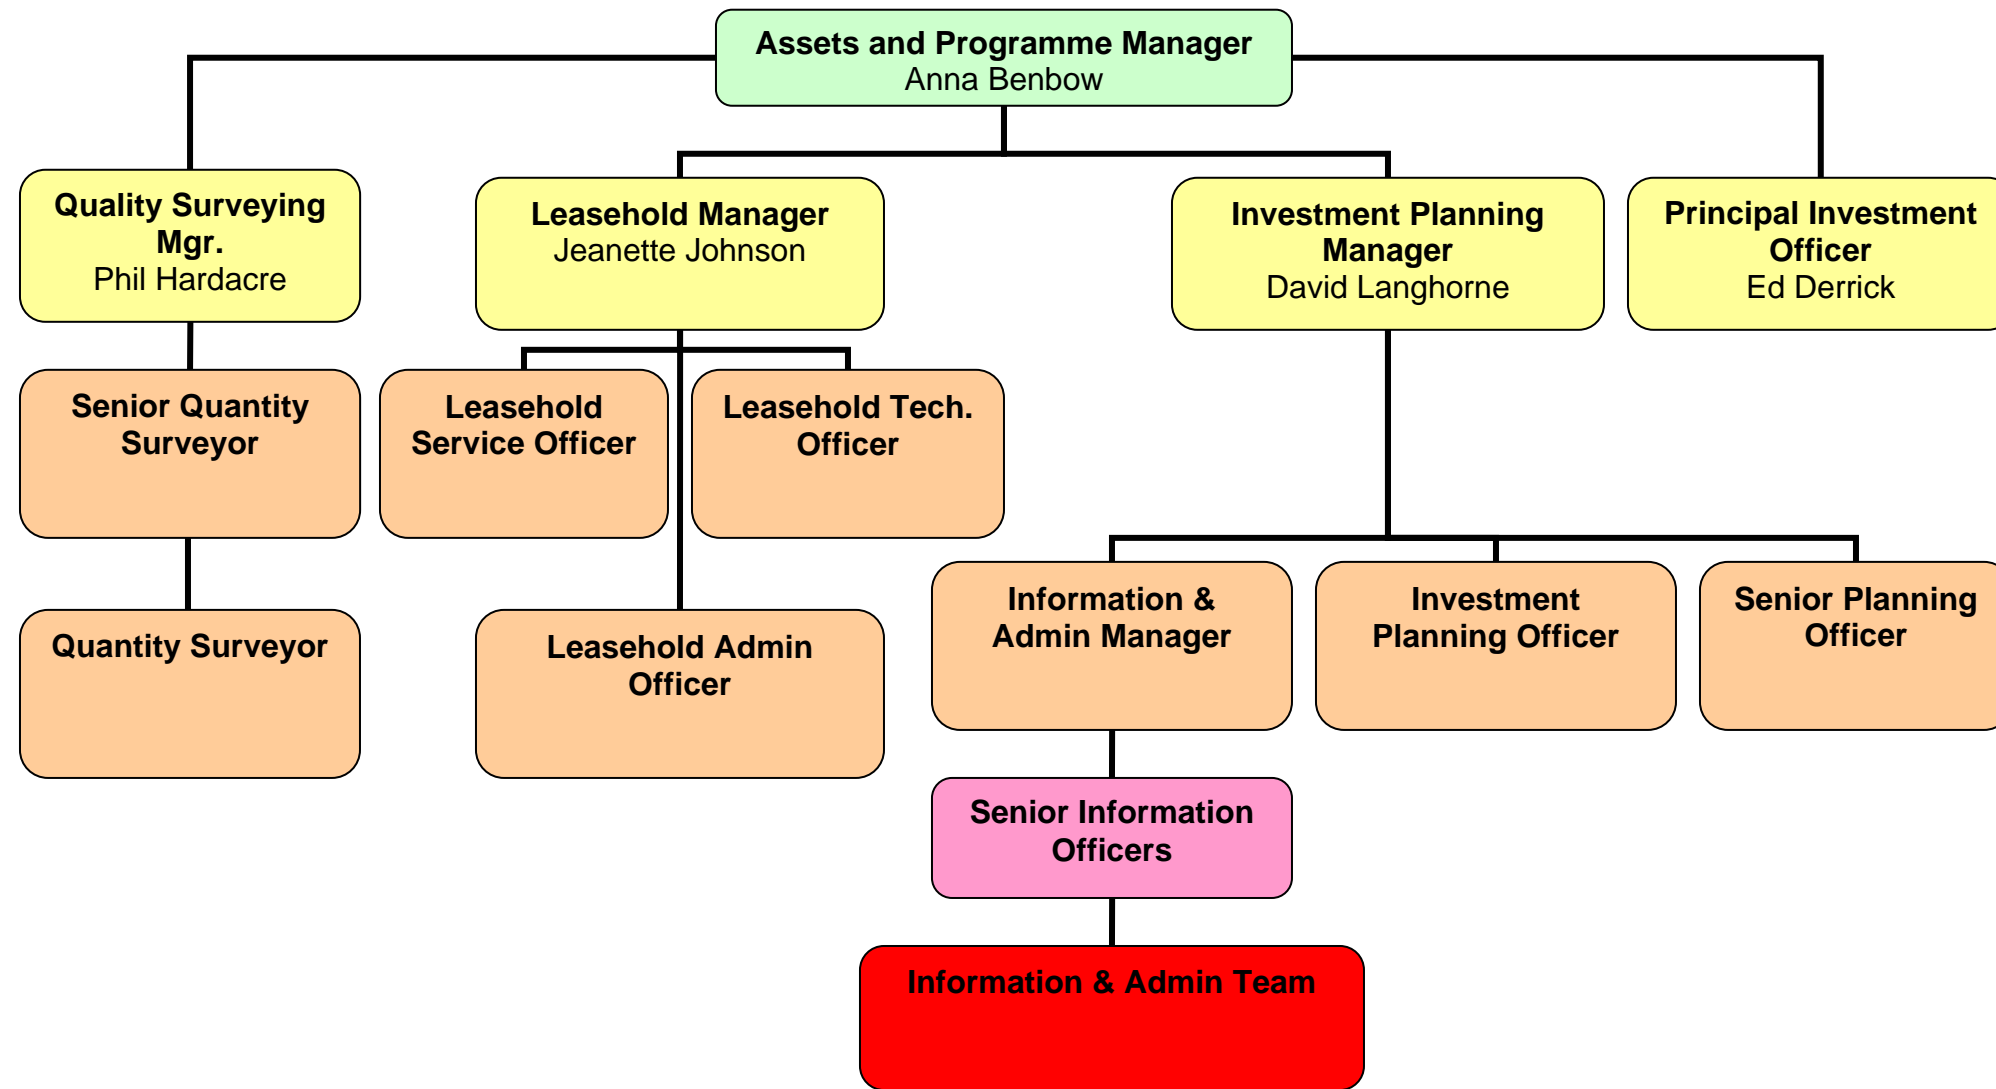 Assets and Programme Manager
Anna Benbow
Quality Surveying
Mgr.
Phil Hardacre
Leasehold Manager
Jeanette Johnson
Investment Planning
Manager
David Langhorne
Principal Investment
Officer
Ed Derrick
Senior Quantity
Surveyor
Leasehold
Service Officer
Leasehold Tech.
Officer
Quantity Surveyor
Leasehold Admin
Officer
Information &
Admin Manager
Investment
Planning Officer
Senior Planning
Officer
Senior Information
Officers
Information & Admin Team